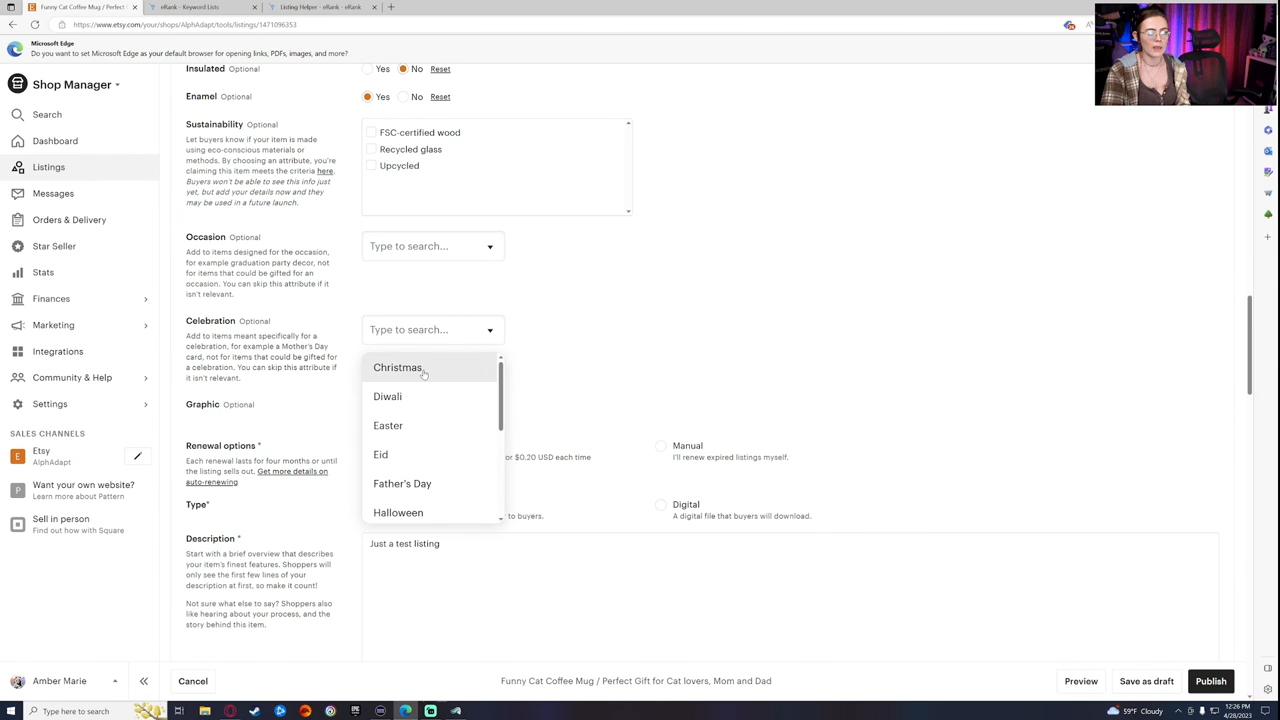 Funny Cat Coffee Mug / Perfect
eRank - Keyword Lists
Listing Helper - eRank - eRank
https://www.etsy.com/your/shops/AlphAdapt/tools/listings/1471096353
Microsoft Edge
Do you want to set Microsoft Edge as your default browser for opening links, PDFs, images, and more?
Shop Manager
Search
Dashboard
Listings
Messages
Orders & Delivery
Star Seller
Stats
Finances
Marketing
Integrations
Community & Help
Settings
SALES CHANNELS
Etsy
AlphAdapt
Want your own website?
Learn more about Pattern
Sell in person
Find out how with Square
Amber Marie
Insulated Optional
Yes No Reset
Enamel Optional
Yes No Reset
Sustainability Optional
Let buyers know if your item is made
using eco-conscious materials or
methods. By choosing an attribute, you're
claiming this item meets the criteria here.
Buyers won't be able to see this info just
yet, but add your details now and they
may be used in a future launch.
FSC-certified wood
Recycled glass
Upcycled
Occasion Optional
Add to items designed for the occasion,
for example graduation party decor, not
for items that could be gifted for an
occasion. You can skip this attribute if it
isn't relevant.
Type to search...
Celebration Optional
Add to items meant specifically for a
celebration, for example a Mother's Day
card, not for items that could be gifted for
a celebration. You can skip this attribute if
it isn't relevant.
Type to search...
Christmas
Diwali
Easter
Eid
Father's Day
Halloween
Graphic Optional
Renewal options *
Each renewal lasts for four months or until
the listing sells out. Get more details on
auto-renewing
or $0.20 USD each time
Manual
I'll renew expired listings myself.
Type*
to buyers.
Digital
A digital file that buyers will download.
Description *
Start with a brief overview that describes
your item's finest features. Shoppers will
only see the first few lines of your
description at first, so make it count!
Not sure what else to say? Shoppers also
like hearing about your process, and the
story behind this item.
Just a test listing
Cancel
Funny Cat Coffee Mug / Perfect Gift for Cat lovers, Mom and Dad
Preview
Save as draft
Publish
Type here to search
59°F Cloudy
12:26 PM
4/28/2023